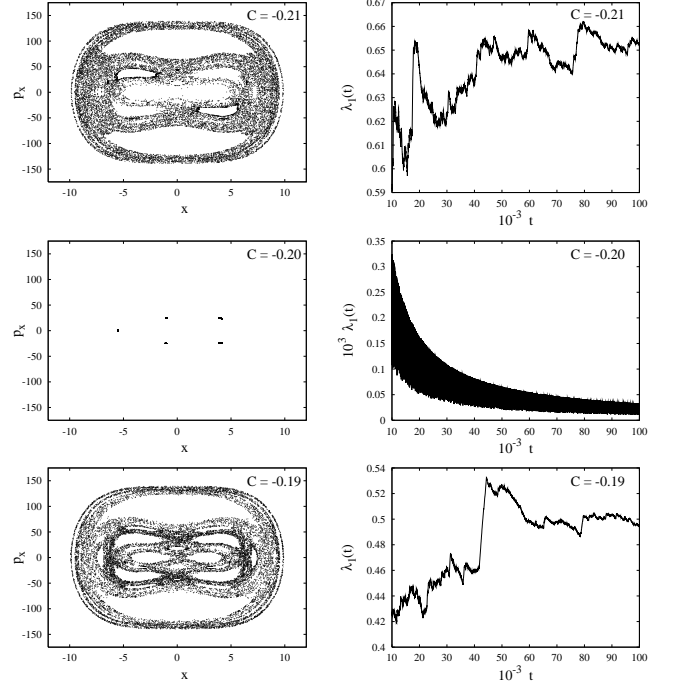 C = -0.21
150
100
50
0
-50
-100
-150
p_x
-10 -5 0 5 10
x
C = -0.21
0.67
0.66
0.65
0.64
0.63
0.62
0.61
0.6
0.59
λ₁(t)
10 20 30 40 50 60 70 80 90 100
10⁻³ t
C = -0.20
150
100
50
0
-50
-100
-150
p_x
-10 -5 0 5 10
x
C = -0.20
0.35
0.3
0.25
0.2
0.15
0.1
0.05
0
10³ λ₁(t)
10 20 30 40 50 60 70 80 90 100
10⁻³ t
C = -0.19
150
100
50
0
-50
-100
-150
p_x
-10 -5 0 5 10
x
C = -0.19
0.54
0.52
0.5
0.48
0.46
0.44
0.42
0.4
λ₁(t)
10 20 30 40 50 60 70 80 90 100
10⁻³ t